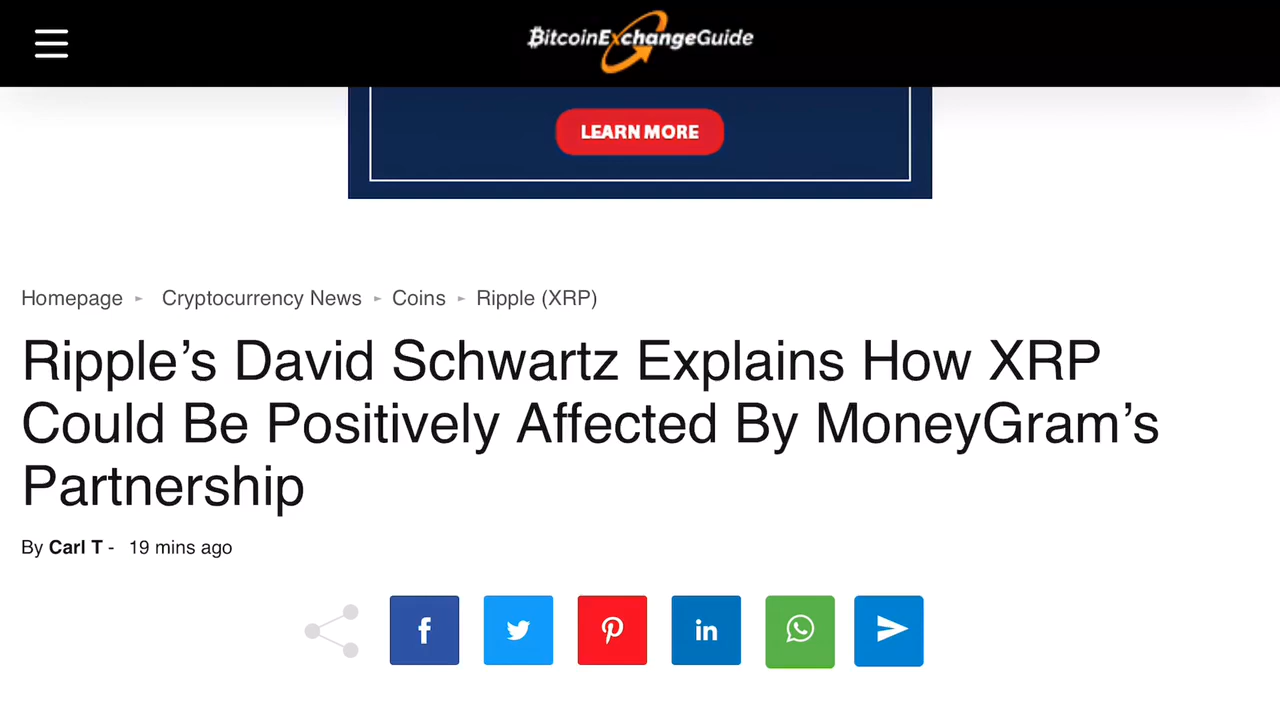 BitcoinExchangeGuide
LEARN MORE
Homepage ► Cryptocurrency News ► Coins ► Ripple (XRP)
Ripple’s David Schwartz Explains How XRP
Could Be Positively Affected By MoneyGram’s
Partnership
By Carl T - 19 mins ago